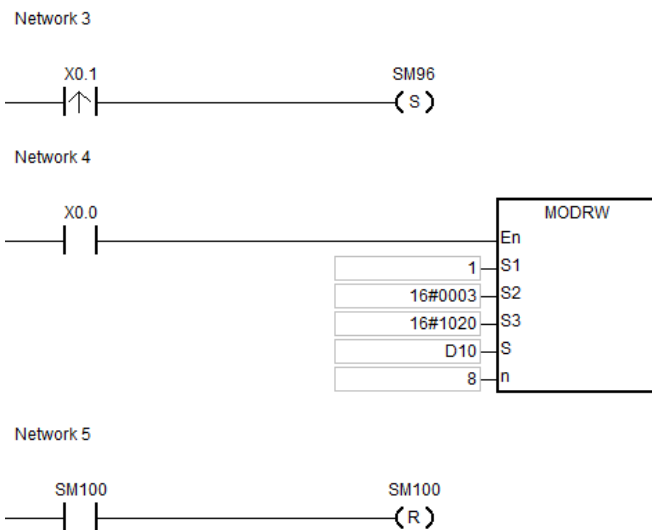 Network 3
X0.1 SM96
S
Network 4
X0.0 MODRW
En
1 S1
16#0003 S2
16#1020 S3
D10 S
8 n
Network 5
SM100 SM100
R